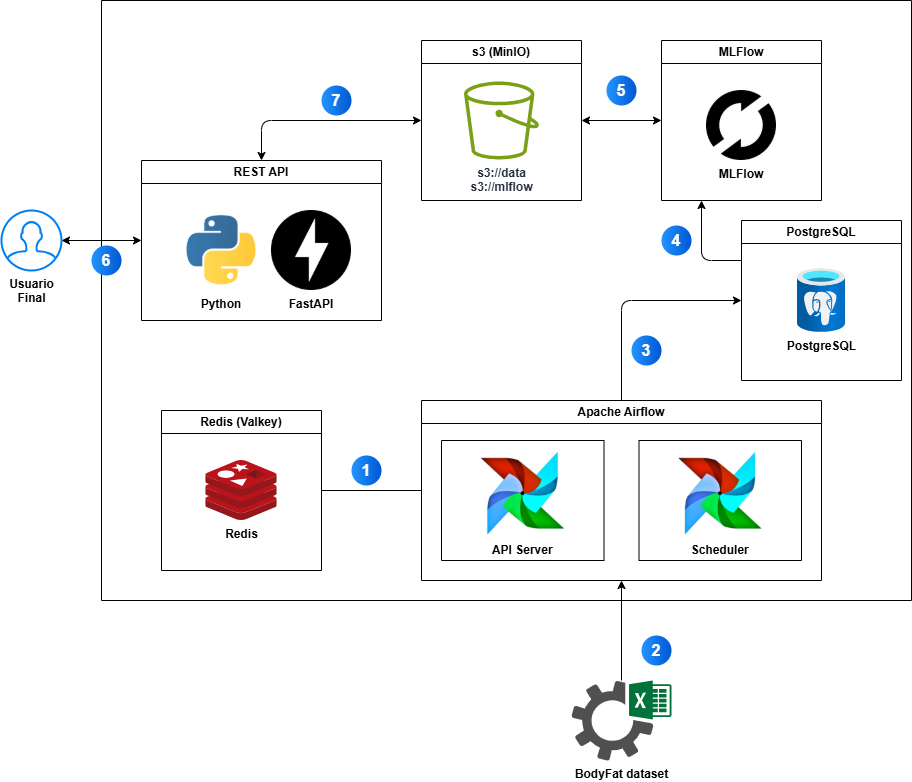 s3 (MinIO)
MLFlow
7
5
s3://data
s3://mlflow
MLFlow
REST API
Python
FastAPI
6
Usuario
Final
4
PostgreSQL
PostgreSQL
3
Redis (Valkey)
Redis
1
Apache Airflow
API Server
Scheduler
2
X
BodyFat dataset